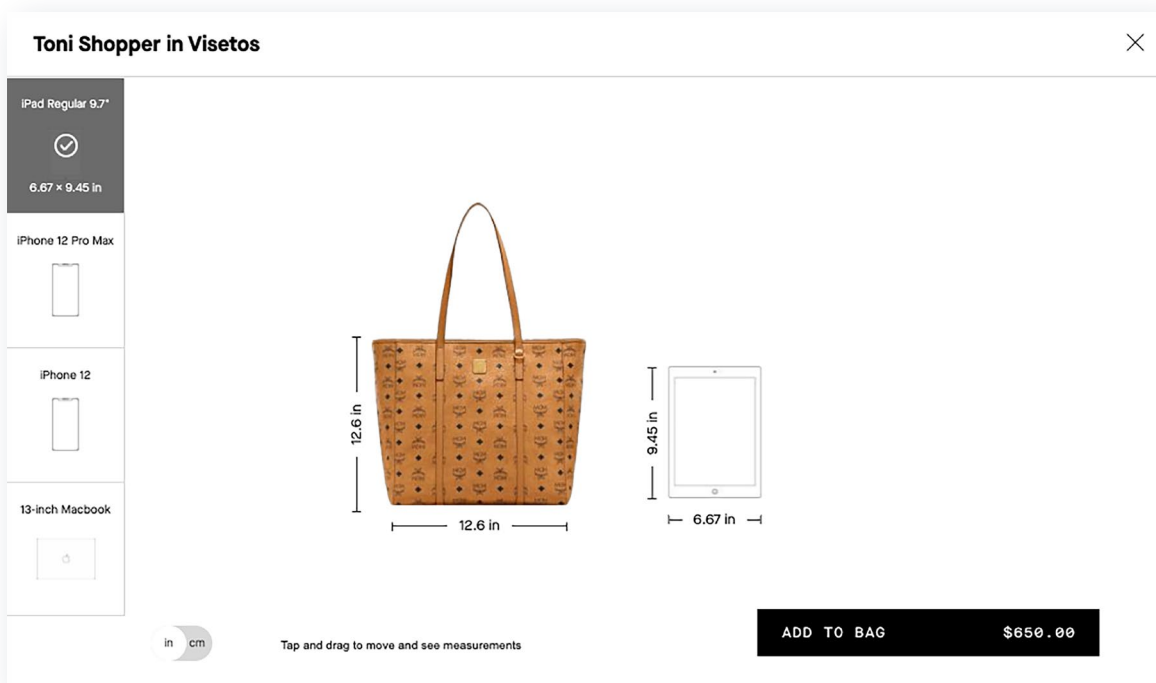 Toni Shopper in Visetos
iPad Regular 9.7"
6.67 × 9.45 in
iPhone 12 Pro Max
iPhone 12
13-inch Macbook
12.6 in
12.6 in
9.45 in
6.67 in
in cm
Tap and drag to move and see measurements
ADD TO BAG $650.00